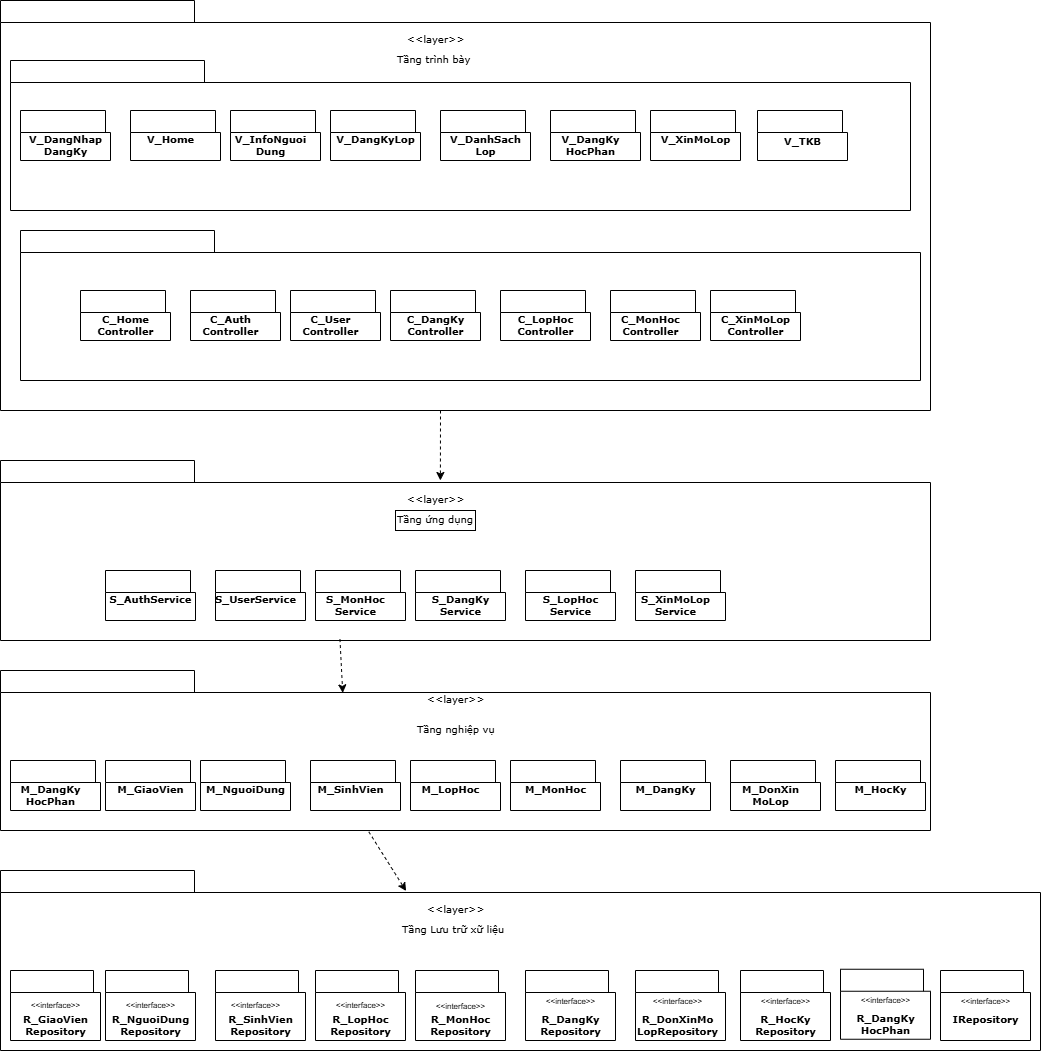 <<layer>>
Tầng trình bày
V_DangNhap
DangKy
V_Home
V_InfoNguoi
Dung
V_DangKyLop
V_DanhSach
Lop
V_DangKy
HocPhan
V_XinMoLop
V_TKB
C_Home
Controller
C_Auth
Controller
C_User
Controller
C_DangKy
Controller
C_LopHoc
Controller
C_MonHoc
Controller
C_XinMoLop
Controller
<<layer>>
Tầng ứng dụng
S_AuthService
S_UserService
S_MonHoc
Service
S_DangKy
Service
S_LopHoc
Service
S_XinMoLop
Service
<<layer>>
Tầng nghiệp vụ
M_DangKy
HocPhan
M_GiaoVien
M_NguoiDung
M_SinhVien
M_LopHoc
M_MonHoc
M_DangKy
M_DonXin
MoLop
M_HocKy
<<layer>>
Tầng Lưu trữ xữ liệu
<<interface>>
R_GiaoVien
Repository
<<interface>>
R_NguoiDung
Repository
<<interface>>
R_SinhVien
Repository
<<interface>>
R_LopHoc
Repository
<<interface>>
R_MonHoc
Repository
<<interface>>
R_DangKy
Repository
<<interface>>
R_DonXinMo
LopRepository
<<interface>>
R_HocKy
Repository
<<interface>>
R_DangKy
HocPhan
<<interface>>
IRepository